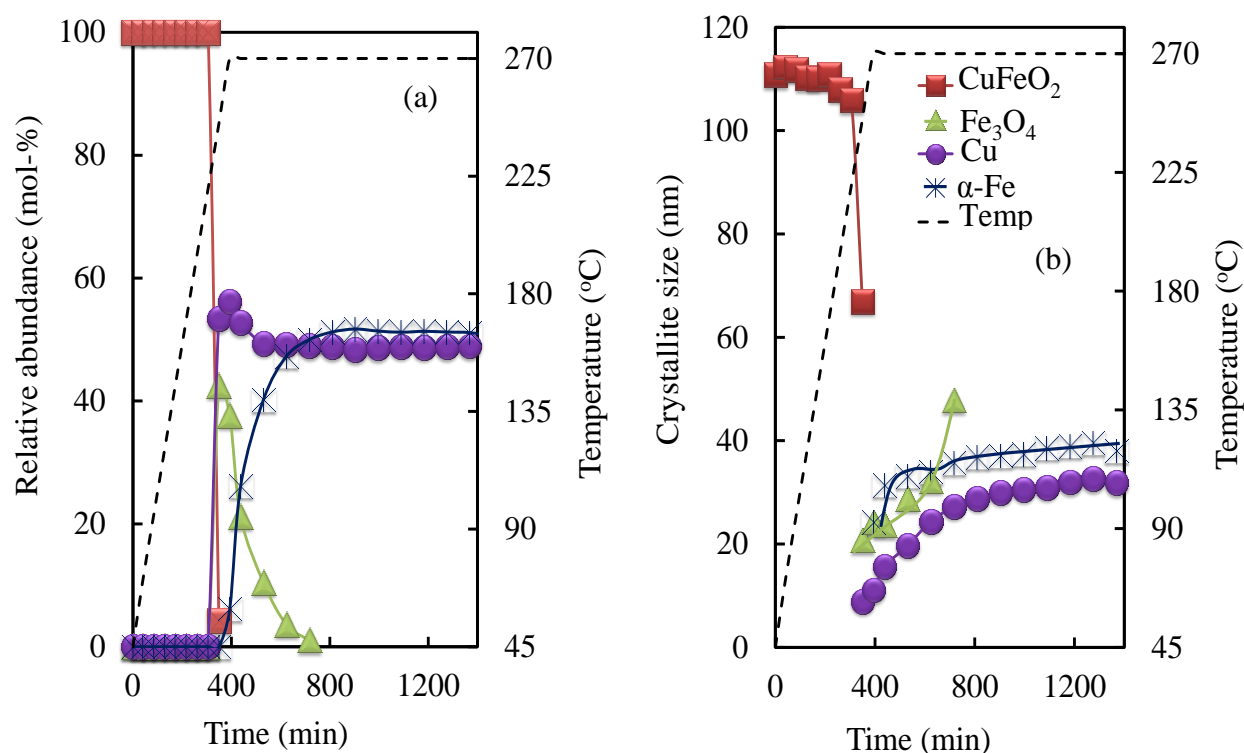 Relative abundance (mol-%)
100
80
60
40
20
0
0
400
800
1200
Time (min)
(a)
270
225
180
135
90
45
Temperature (°C)
Crystallite size (nm)
120
100
80
60
40
20
0
0
400
800
1200
Time (min)
CuFeO₂
Fe₃O₄
Cu
α-Fe
Temp
(b)
270
225
180
135
90
45
Temperature (°C)